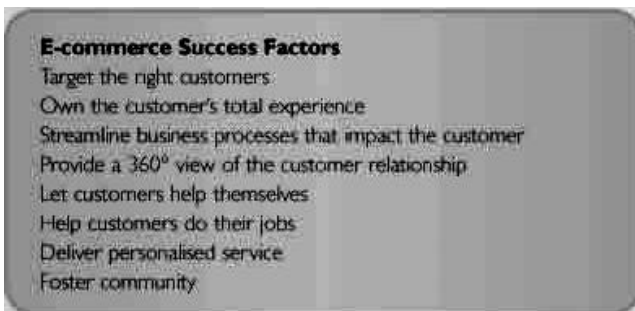 E-commerce Success Factors
Target the right customers
Own the customer's total experience
Streamline business processes that impact the customer
Provide a 360° view of the customer relationship
Let customers help themselves
Help customers do their jobs
Deliver personalised service
Foster community